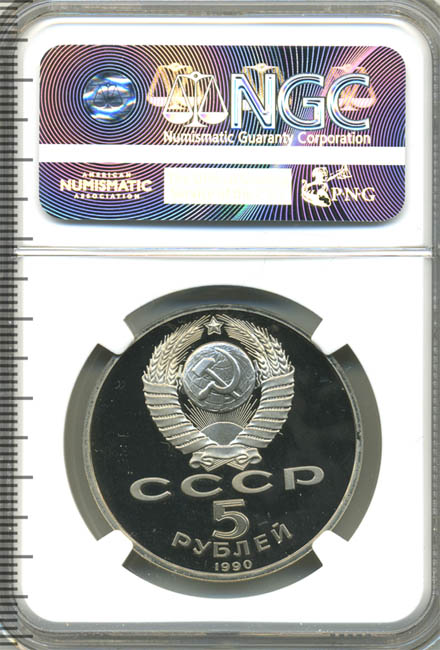 NGC
Numismatic Guaranty Corporation
AMERICAN
NUMISMATIC
ASSOCIATION
PNG
СССР
5
РУБЛЕЙ
1990